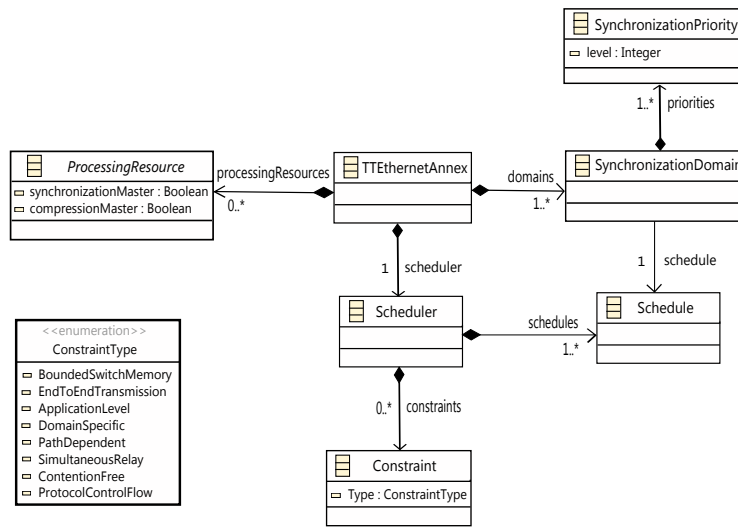 SynchronizationPriority
level : Integer
1..*
priorities
ProcessingResource
synchronizationMaster : Boolean
compressionMaster : Boolean
processingResources
0..*
TTEthernetAnnex
domains
1..*
SynchronizationDomain
1
scheduler
1
schedule
Scheduler
schedules
1..*
Schedule
<<enumeration>>
ConstraintType
BoundedSwitchMemory
EndToEndTransmission
ApplicationLevel
DomainSpecific
PathDependent
SimultaneousRelay
ContentionFree
ProtocolControlFlow
0..*
constraints
Constraint
Type : ConstraintType